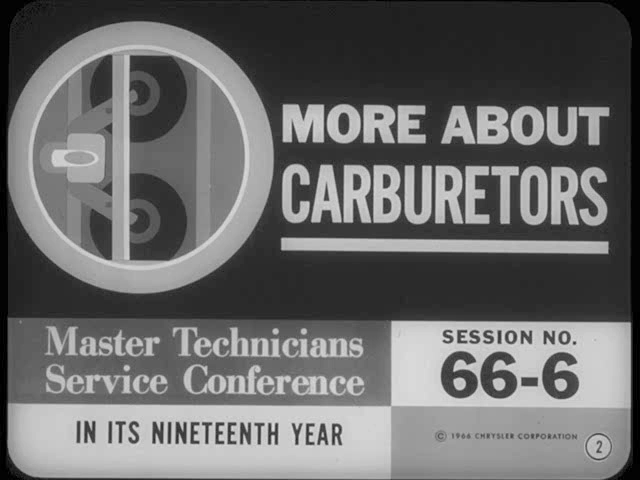 MORE ABOUT
CARBURETORS
Master Technicians
Service Conference
IN ITS NINETEENTH YEAR
SESSION NO.
66-6
© 1966 CHRYSLER CORPORATION
2